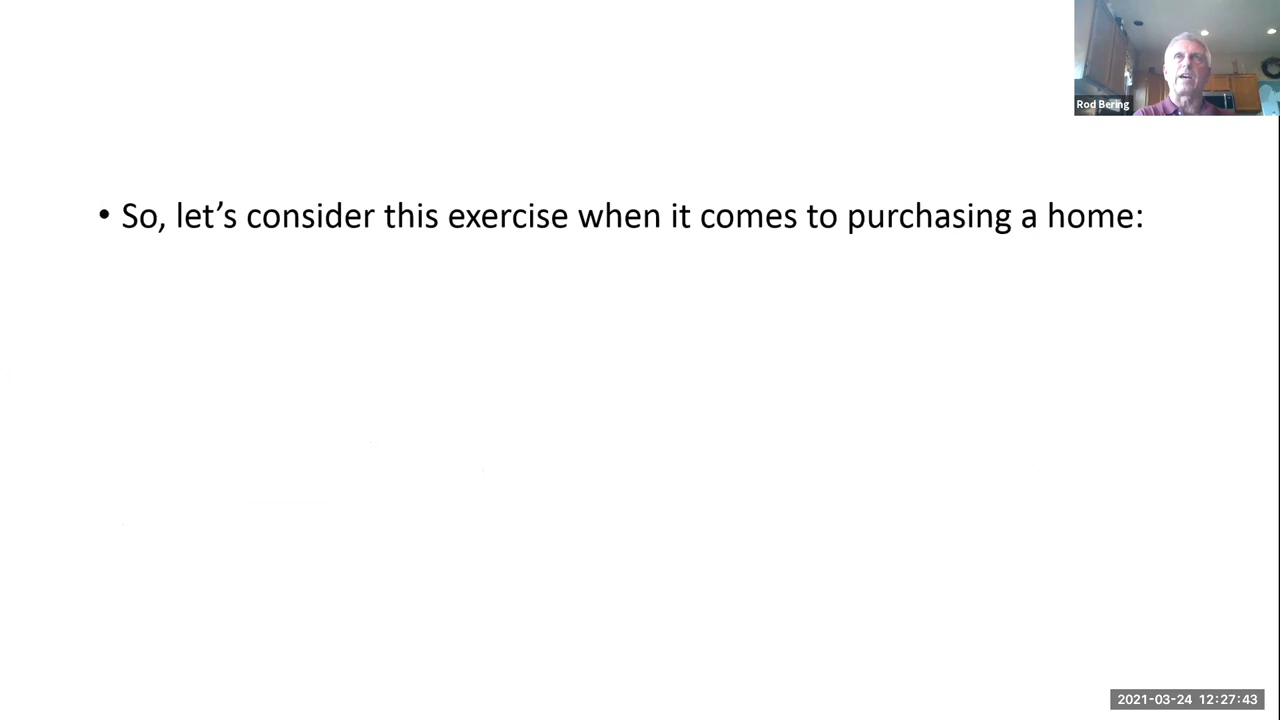 Rod Bering
• So, let’s consider this exercise when it comes to purchasing a home:
2021-03-24 12:27:43